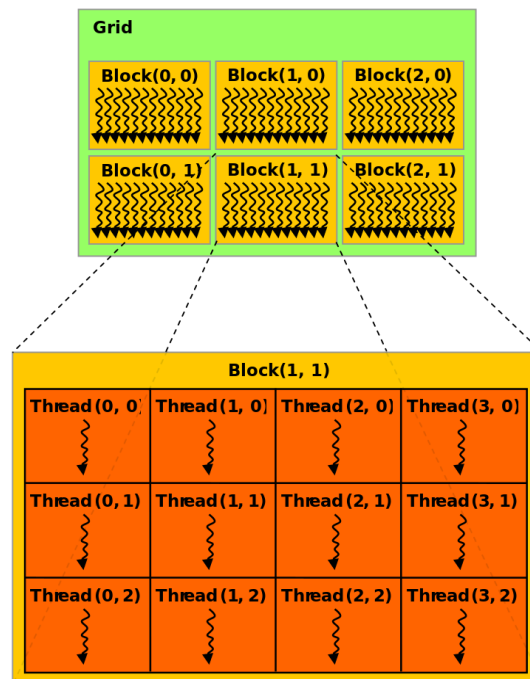 Grid
Block(0, 0) Block(1, 0) Block(2, 0)
Block(0, 1) Block(1, 1) Block(2, 1)
Block(1, 1)
Thread(0, 0) Thread(1, 0) Thread(2, 0) Thread(3, 0)
Thread(0, 1) Thread(1, 1) Thread(2, 1) Thread(3, 1)
Thread(0, 2) Thread(1, 2) Thread(2, 2) Thread(3, 2)